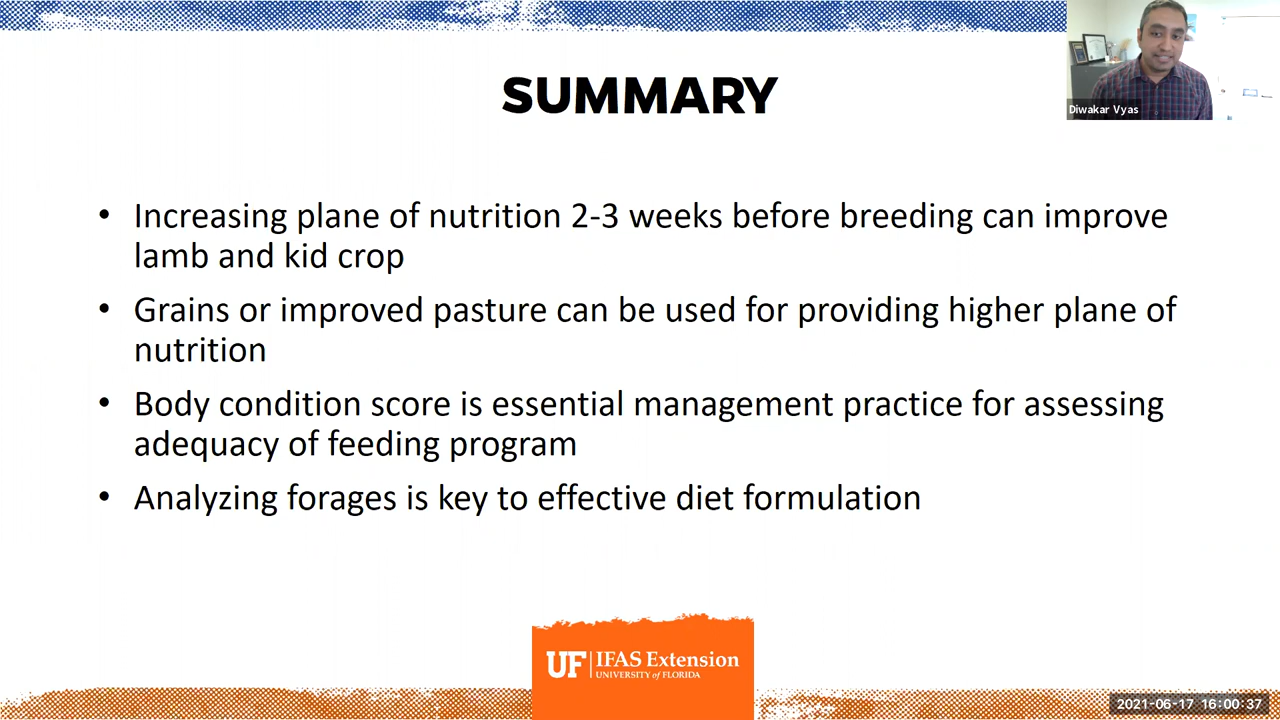 SUMMARY
Diwakar Vyas
• Increasing plane of nutrition 2-3 weeks before breeding can improve
lamb and kid crop
• Grains or improved pasture can be used for providing higher plane of
nutrition
• Body condition score is essential management practice for assessing
adequacy of feeding program
• Analyzing forages is key to effective diet formulation
UF | IFAS Extension
UNIVERSITY of FLORIDA
2021-06-17 16:00:37